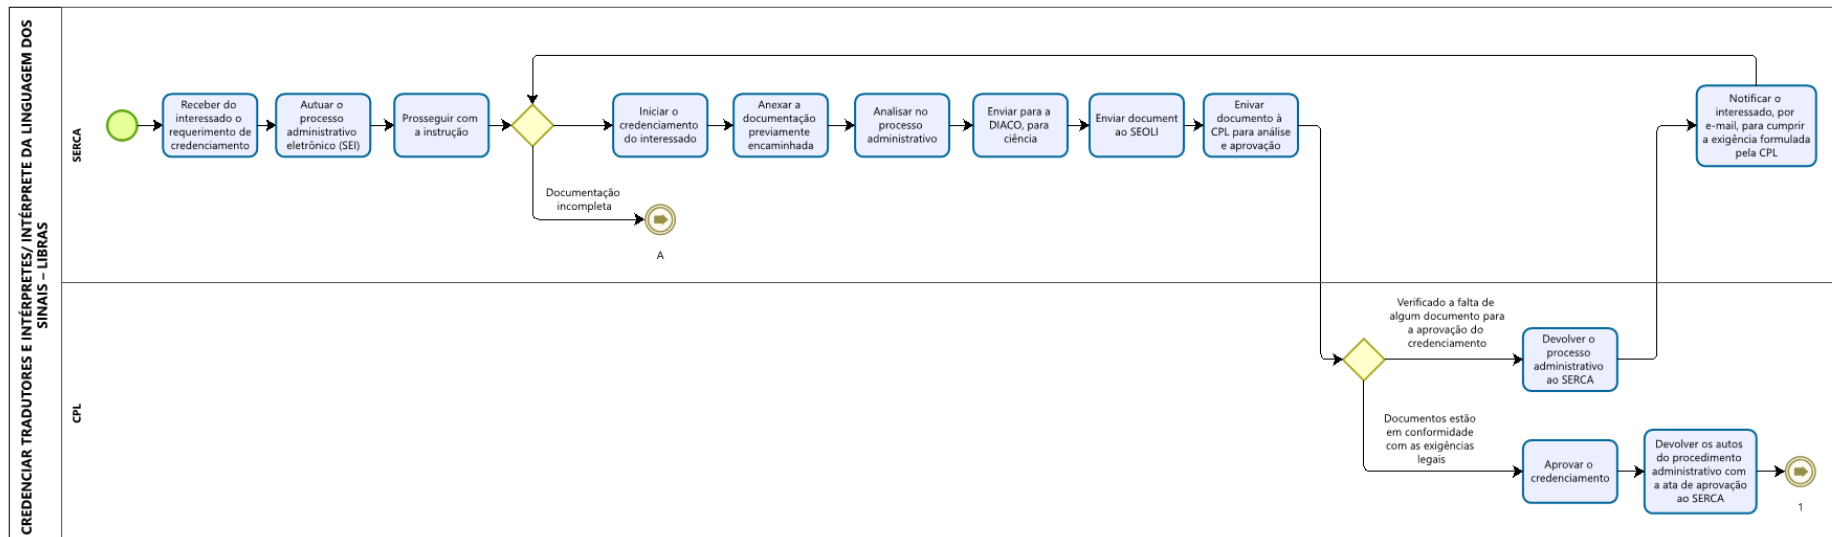 CREDENCIAR TRADUTORES E INTÉRPRETES/ INTÉRPRETE DA LINGUAGEM DOS
SINAIS – LIBRAS
SERCA
Receber do
interessado o
requerimento de
credenciamento
Autuar o
processo
administrativo
eletrônico (SEI)
Prosseguir com
a instrução
Documentação
incompleta
A
Iniciar o
credenciamento
do interessado
Anexar a
documentação
previamente
encaminhada
Analisar no
processo
administrativo
Enviar para a
DIACO, para
ciência
Enviar document
ao SEOLI
Enivar
documento à
CPL para análise
e aprovação
Notificar o
interessado, por
e-mail, para cumprir
a exigência formulada
pela CPL
CPL
Verificado a falta de
algum documento para
a aprovação do
credenciamento
Devolver o
processo
administrativo
ao SERCA
Documentos estão
em conformidade
com as exigências
legais
Aprovar o
credenciamento
Devolver os autos
do procedimento
administrativo com
a ata de aprovação
ao SERCA
1